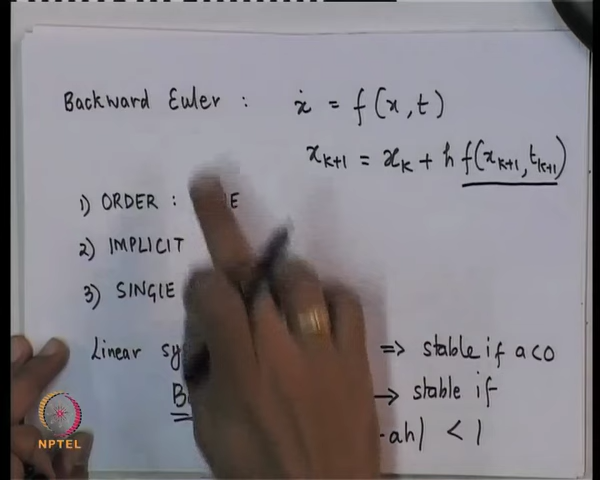 Backward Euler : ẋ = f(x,t)
x_{k+1} = x_k + h f(x_{k+1}, t_{k+1})
1) ORDER :
2) IMPLICIT
3) SINGLE
Linear => stable if a<0
→ stable if
ah| < 1
NPTEL